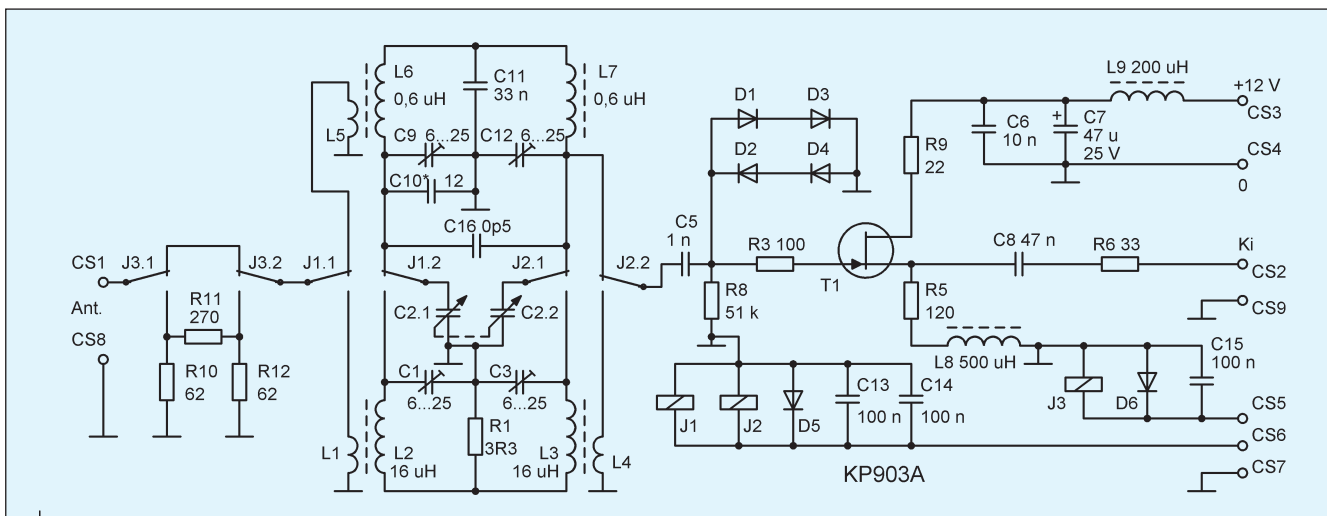 L9 200 uH
+12 V
CS3
L6
0,6 uH
C11
33 n
L7
0,6 uH
D1
D3
C6
10 n
+
C7
47 u
25 V
L5
C9
6...25
C12
6...25
D2
D4
R9
22
CS4
0
C10* 12
C16 0p5
C5
1 n
R3 100
C8 47 n
R6 33
Ki
CS2
CS1
J3.1
J3.2
J1.1
J1.2
J2.1
J2.2
T1
Ant.
R11
270
C2.1
C2.2
R8
51 k
R5
120
CS9
CS8
L8 500 uH
C15
100 n
R10
62
R12
62
C1
6...25
C3
6...25
J1
J2
D5
C13
100 n
C14
100 n
J3
D6
CS5
R1
3R3
L1
L2
16 uH
L3
16 uH
L4
CS6
KP903A
CS7